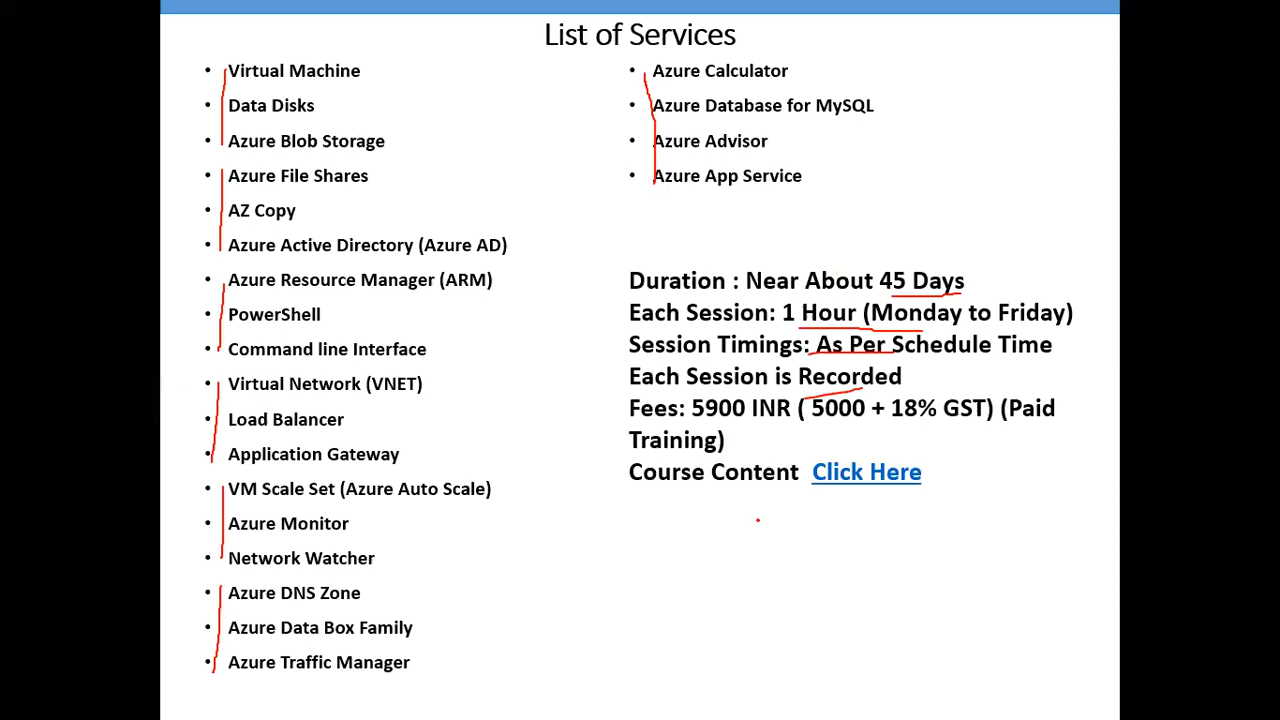 List of Services
• Virtual Machine
• Data Disks
• Azure Blob Storage
• Azure File Shares
• AZ Copy
• Azure Active Directory (Azure AD)
• Azure Resource Manager (ARM)
• PowerShell
• Command line Interface
• Virtual Network (VNET)
• Load Balancer
• Application Gateway
• VM Scale Set (Azure Auto Scale)
• Azure Monitor
• Network Watcher
• Azure DNS Zone
• Azure Data Box Family
• Azure Traffic Manager
• Azure Calculator
• Azure Database for MySQL
• Azure Advisor
• Azure App Service
Duration : Near About 45 Days
Each Session: 1 Hour (Monday to Friday)
Session Timings: As Per Schedule Time
Each Session is Recorded
Fees: 5900 INR ( 5000 + 18% GST) (Paid
Training)
Course Content Click Here